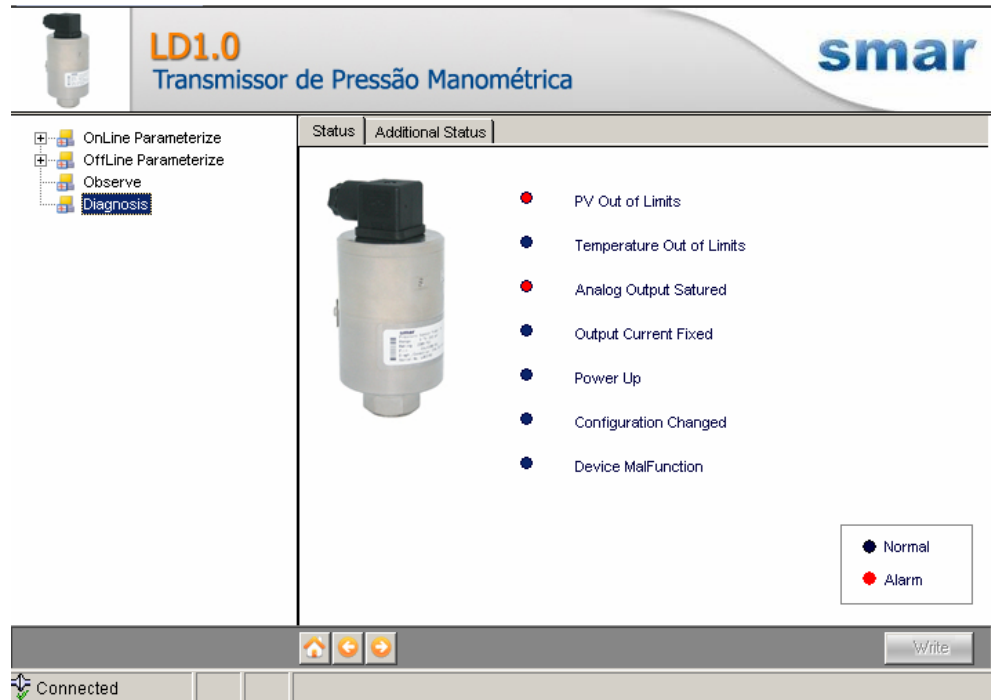 LD1.0
Transmissor de Pressão Manométrica
smar
OnLine Parameterize
OffLine Parameterize
Observe
Diagnosis
Status
Additional Status
PV Out of Limits
Temperature Out of Limits
Analog Output Satured
Output Current Fixed
Power Up
Configuration Changed
Device MalFunction
Normal
Alarm
Write
Connected